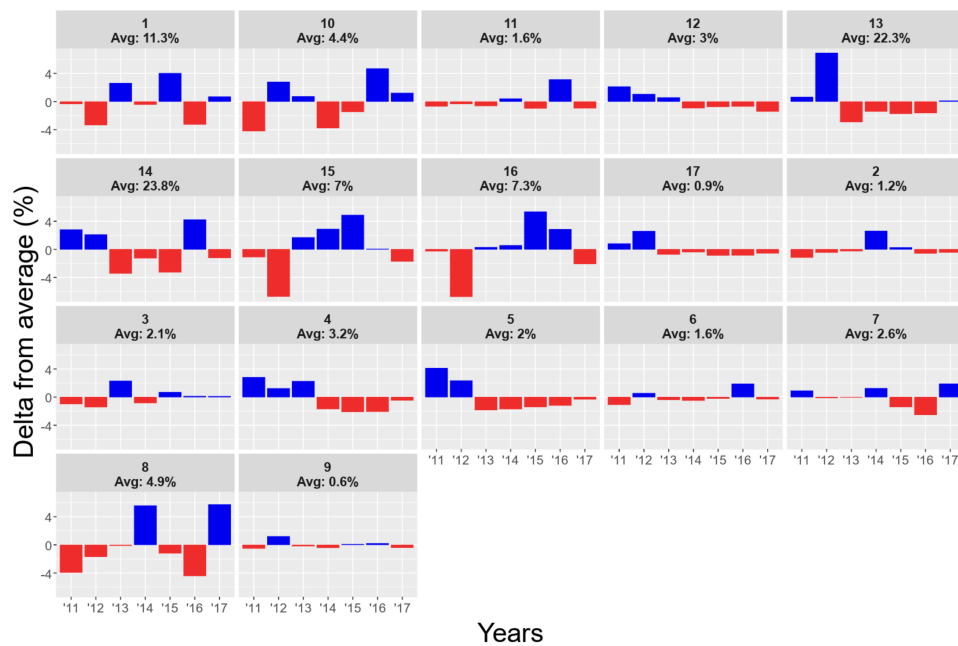 1
Avg: 11.3%
10
Avg: 4.4%
11
Avg: 1.6%
12
Avg: 3%
13
Avg: 22.3%
4
0
-4
14
Avg: 23.8%
15
Avg: 7%
16
Avg: 7.3%
17
Avg: 0.9%
2
Avg: 1.2%
4
0
-4
Delta from average (%)
3
Avg: 2.1%
4
Avg: 3.2%
5
Avg: 2%
6
Avg: 1.6%
7
Avg: 2.6%
4
0
-4
'11 '12 '13 '14 '15 '16 '17
'11 '12 '13 '14 '15 '16 '17
'11 '12 '13 '14 '15 '16 '17
8
Avg: 4.9%
9
Avg: 0.6%
4
0
-4
'11 '12 '13 '14 '15 '16 '17
'11 '12 '13 '14 '15 '16 '17
Years